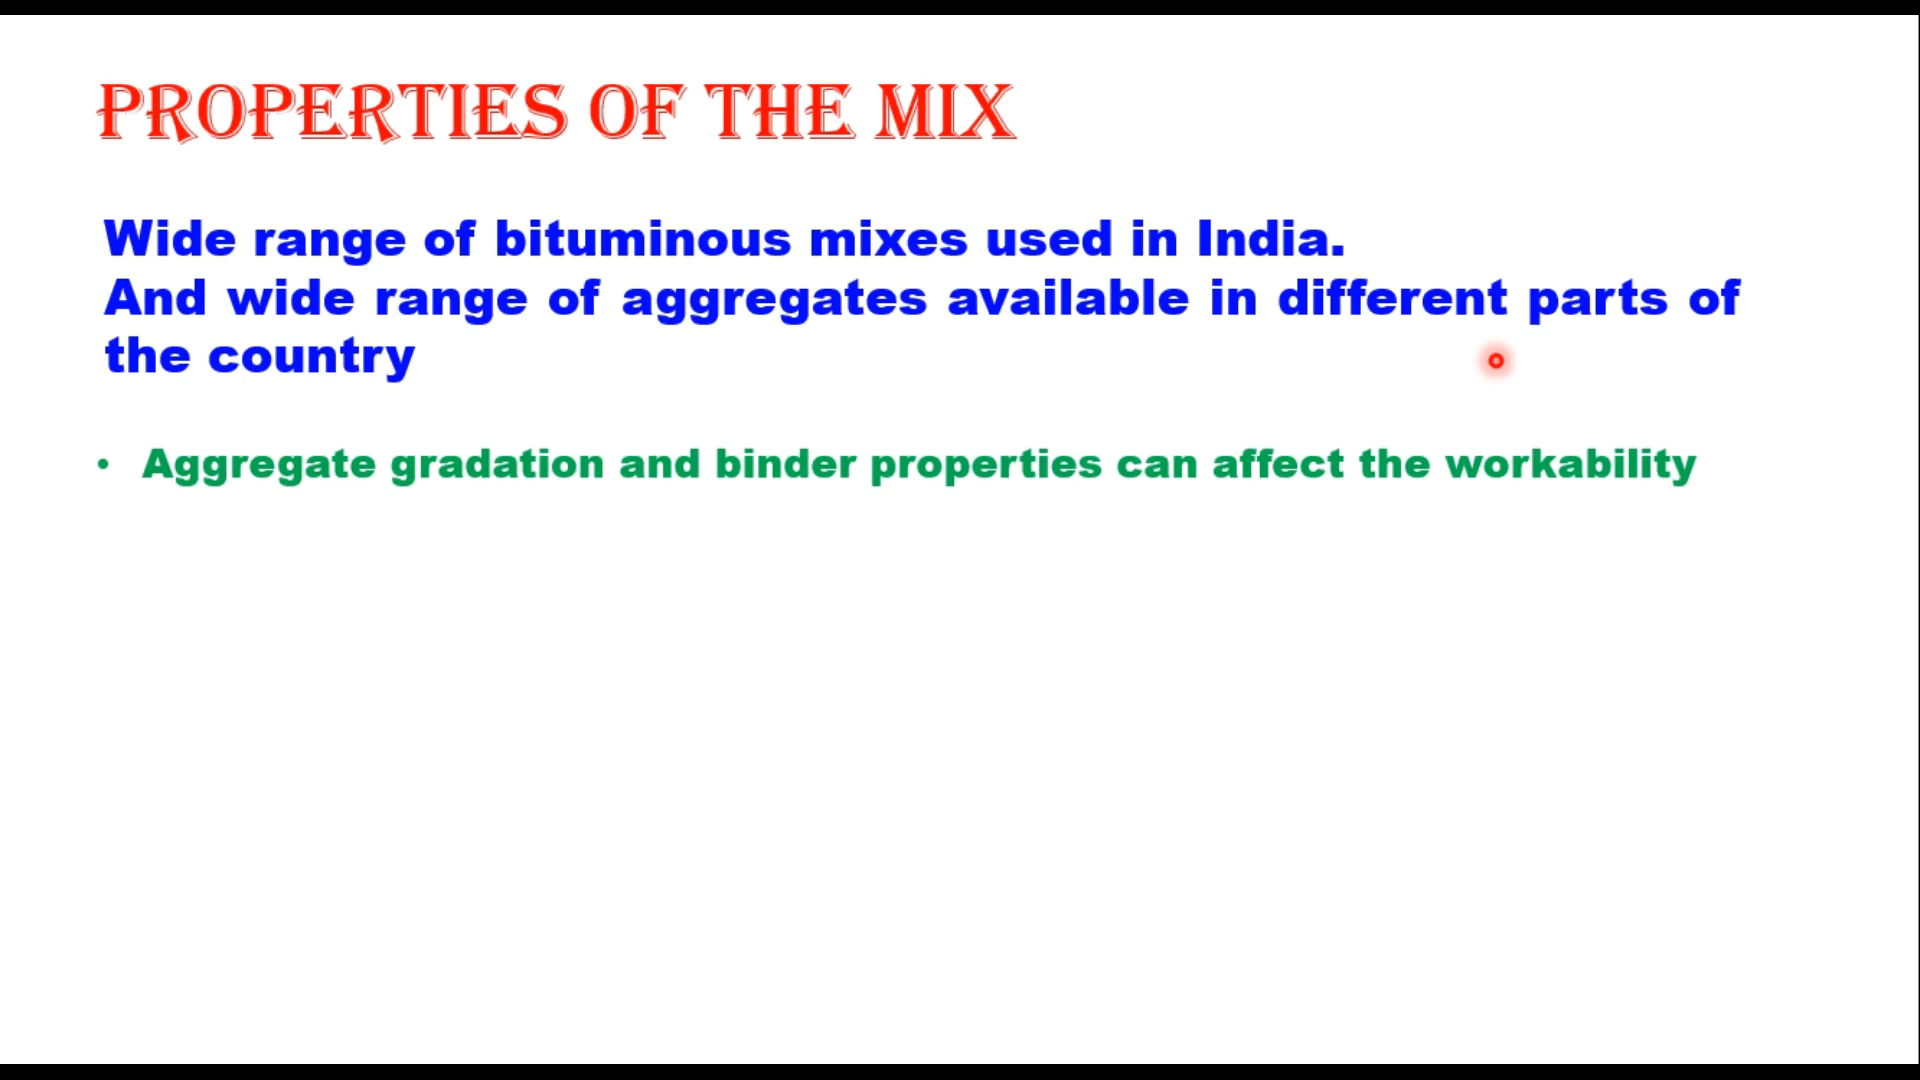 PROPERTIES OF THE MIX
Wide range of bituminous mixes used in India.
And wide range of aggregates available in different parts of
the country
• Aggregate gradation and binder properties can affect the workability